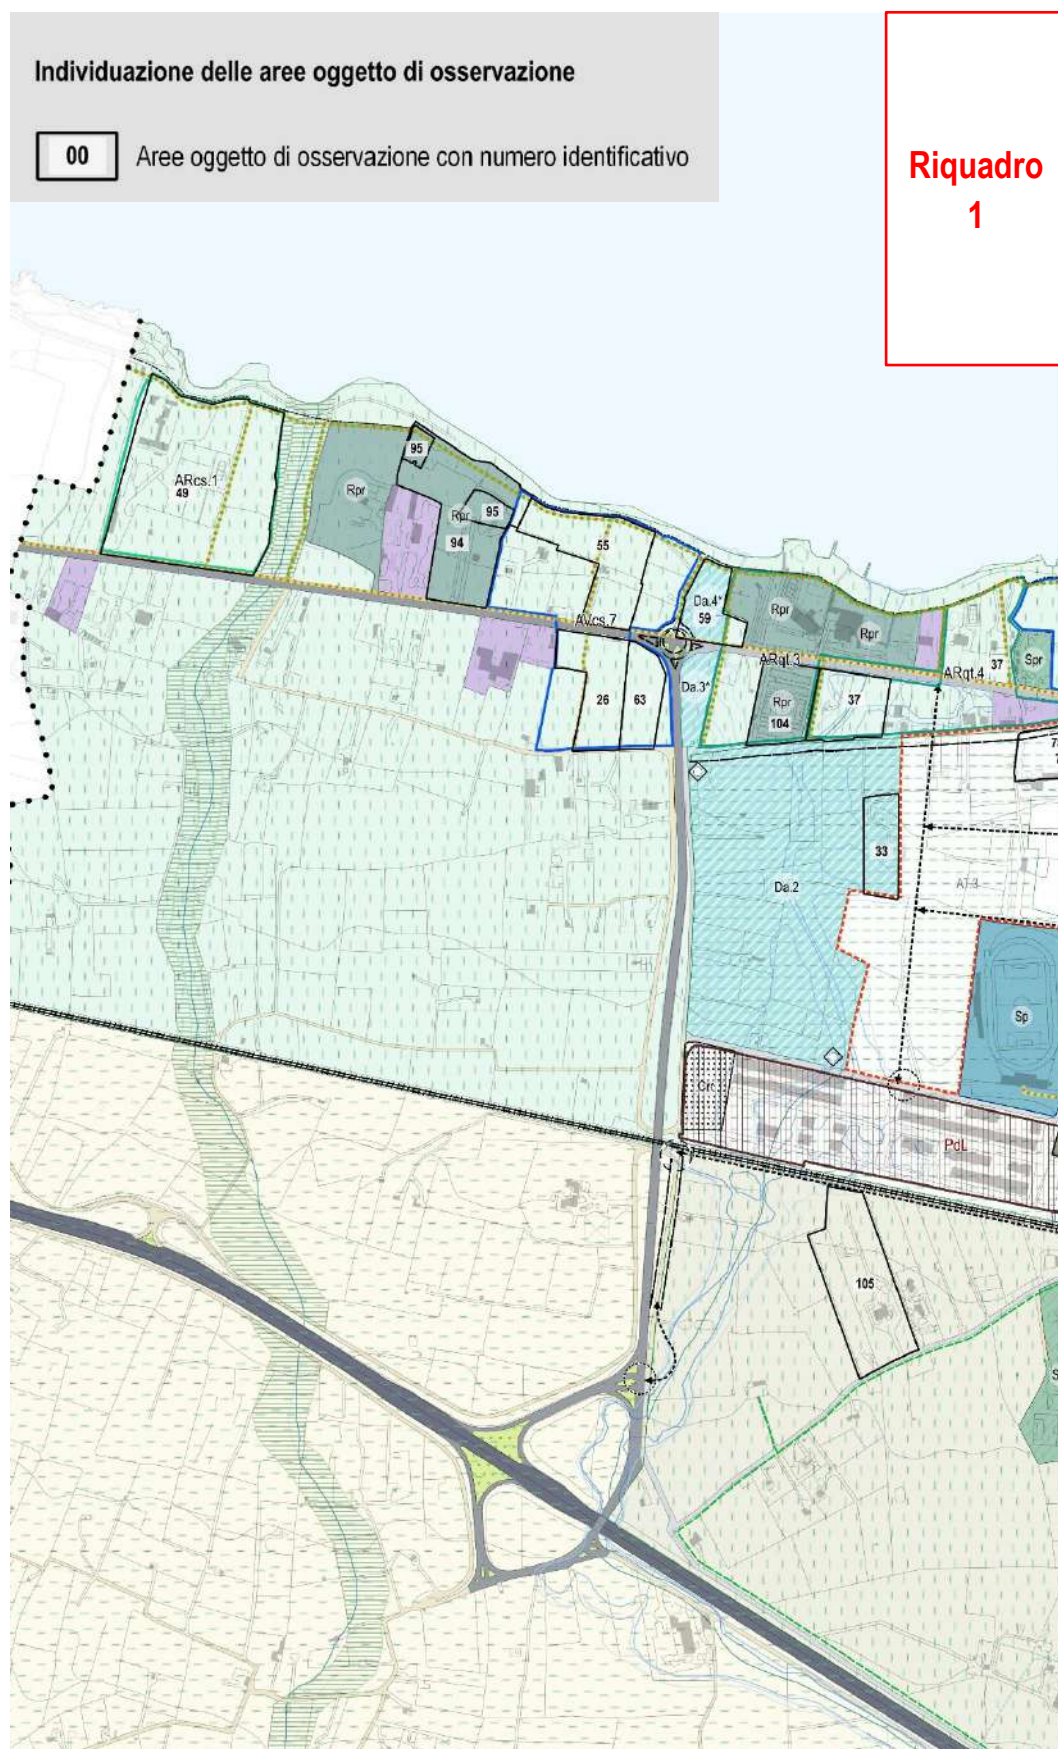 Individuazione delle aree oggetto di osservazione
00 Aree oggetto di osservazione con numero identificativo
Riquadro
1
95
ARcs.1
49
Rpr
Rpr
95
94
55
Da.4*
59
Rpr
Rpr
AVcs.7
ARqt.3
37
Spr
ARqt.4
Da.3*
26
63
Rpr
104
37
33
Da.2
AT.3
Sp
Crc
PdL
105